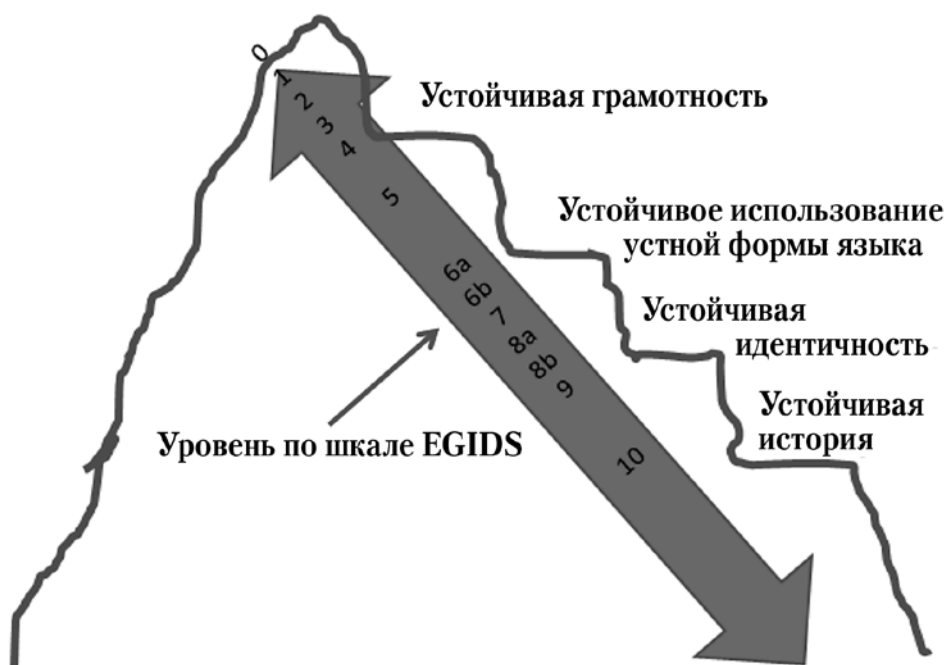 0
1
2
3
4
5
6a
6b
7
8a
8b
9
10
Устойчивая грамотность
Устойчивое использование
устной формы языка
Устойчивая
идентичность
Устойчивая
история
Уровень по шкале EGIDS